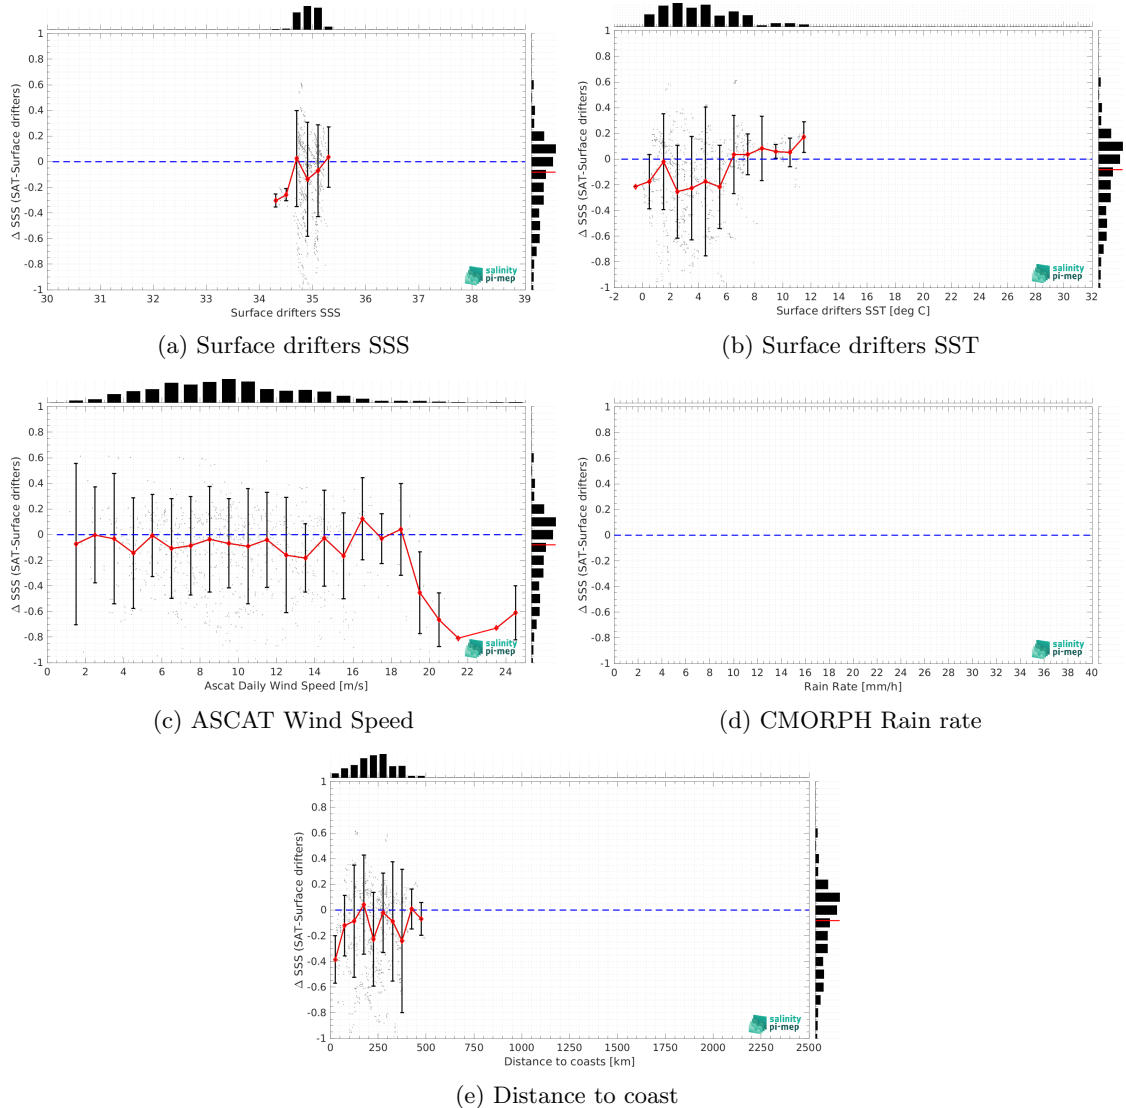 1
0.8
0.6
0.4
0.2
0
-0.2
-0.4
-0.6
-0.8
-1
Δ SSS (SAT-Surface drifters)
salinity
pi-mep
30 31 32 33 34 35 36 37 38 39
Surface drifters SSS
(a) Surface drifters SSS
1
0.8
0.6
0.4
0.2
0
-0.2
-0.4
-0.6
-0.8
-1
Δ SSS (SAT-Surface drifters)
salinity
pi-mep
-2 0 2 4 6 8 10 12 14 16 18 20 22 24 26 28 30 32
Surface drifters SST [deg C]
(b) Surface drifters SST
1
0.8
0.6
0.4
0.2
0
-0.2
-0.4
-0.6
-0.8
-1
Δ SSS (SAT-Surface drifters)
salinity
pi-mep
0 2 4 6 8 10 12 14 16 18 20 22 24
Ascat Daily Wind Speed [m/s]
(c) ASCAT Wind Speed
1
0.8
0.6
0.4
0.2
0
-0.2
-0.4
-0.6
-0.8
-1
Δ SSS (SAT-Surface drifters)
salinity
pi-mep
0 2 4 6 8 10 12 14 16 18 20 22 24 26 28 30 32 34 36 38 40
Rain Rate [mm/h]
(d) CMORPH Rain rate
1
0.8
0.6
0.4
0.2
0
-0.2
-0.4
-0.6
-0.8
-1
Δ SSS (SAT-Surface drifters)
salinity
pi-mep
0 250 500 750 1000 1250 1500 1750 2000 2250 2500
Distance to coasts [km]
(e) Distance to coast